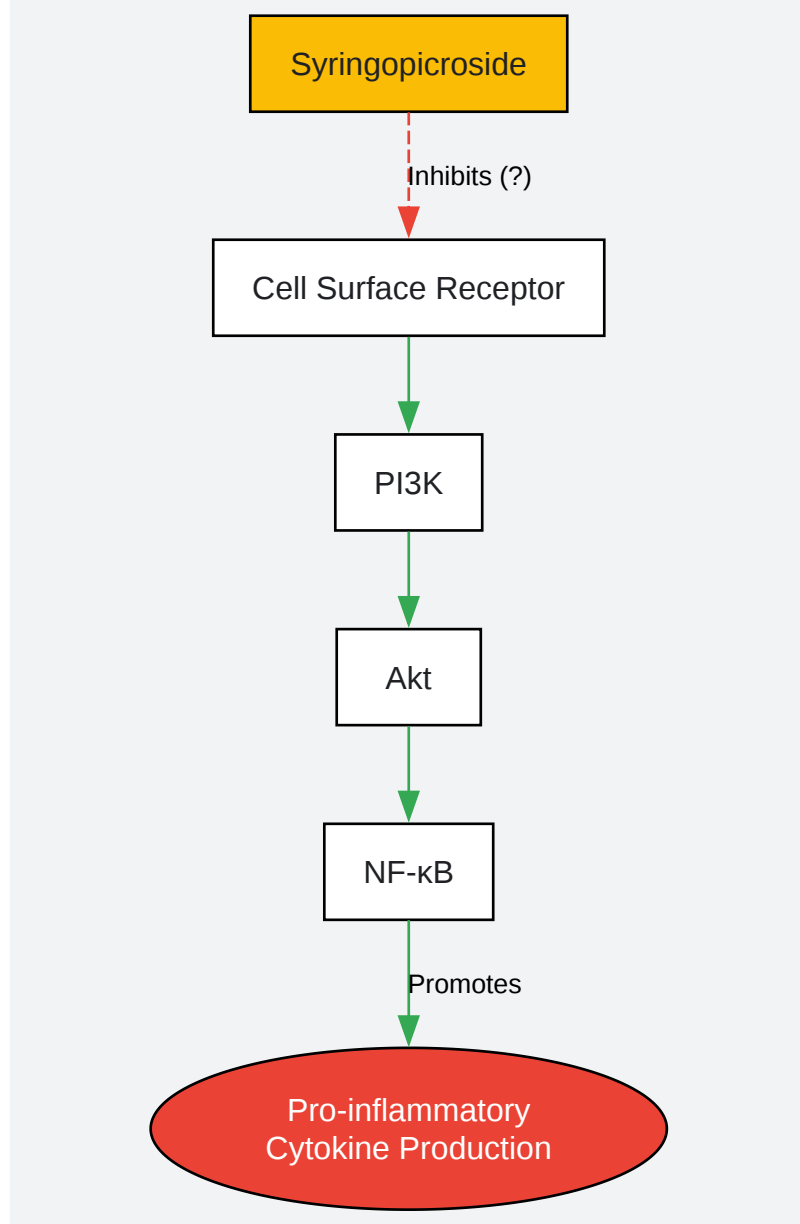 Syringopicroside
Inhibits (?)
Cell Surface Receptor
PI3K
Akt
NF-κB
Promotes
Pro-inflammatory
Cytokine Production